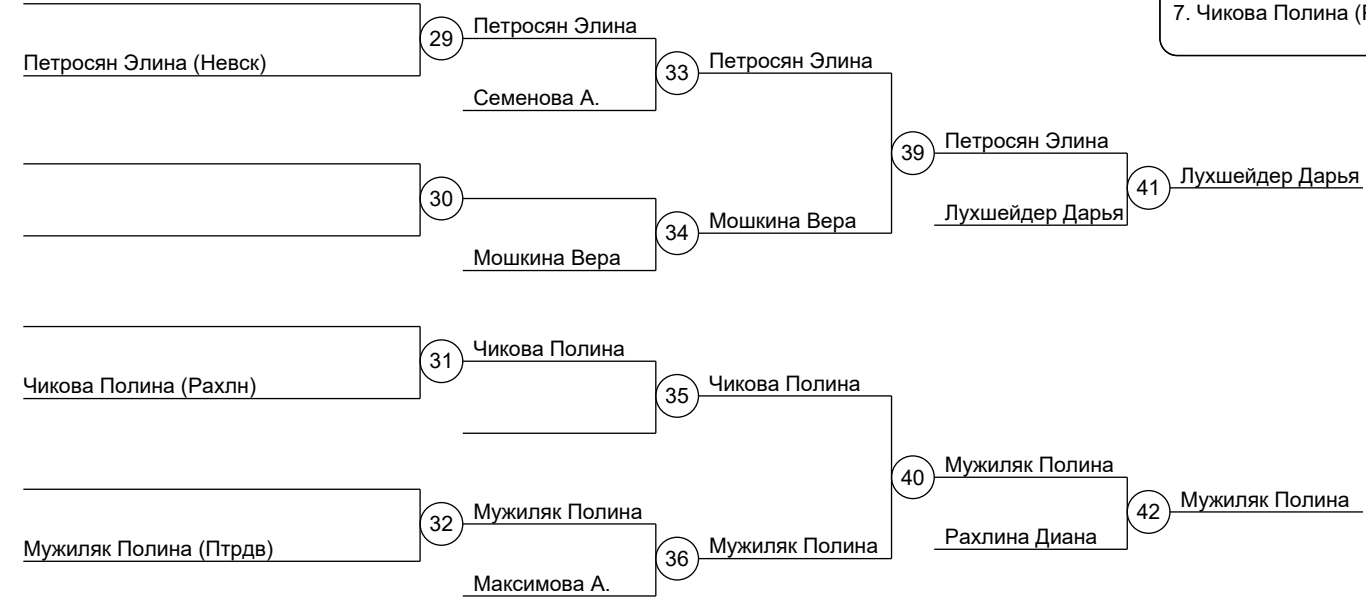 7. Чикова Полина (
29
Петросян Элина
Петросян Элина (Невск)
33
Петросян Элина
Семенова А.
39
Петросян Элина
41
Лухшейдер Дарья
30
Лухшейдер Дарья
34
Мошкина Вера
Мошкина Вера
31
Чикова Полина
Чикова Полина (Рахлн)
35
Чикова Полина
40
Мужиляк Полина
42
Мужиляк Полина
32
Мужиляк Полина
Рахлина Диана
Мужиляк Полина (Птрдв)
36
Мужиляк Полина
Максимова А.